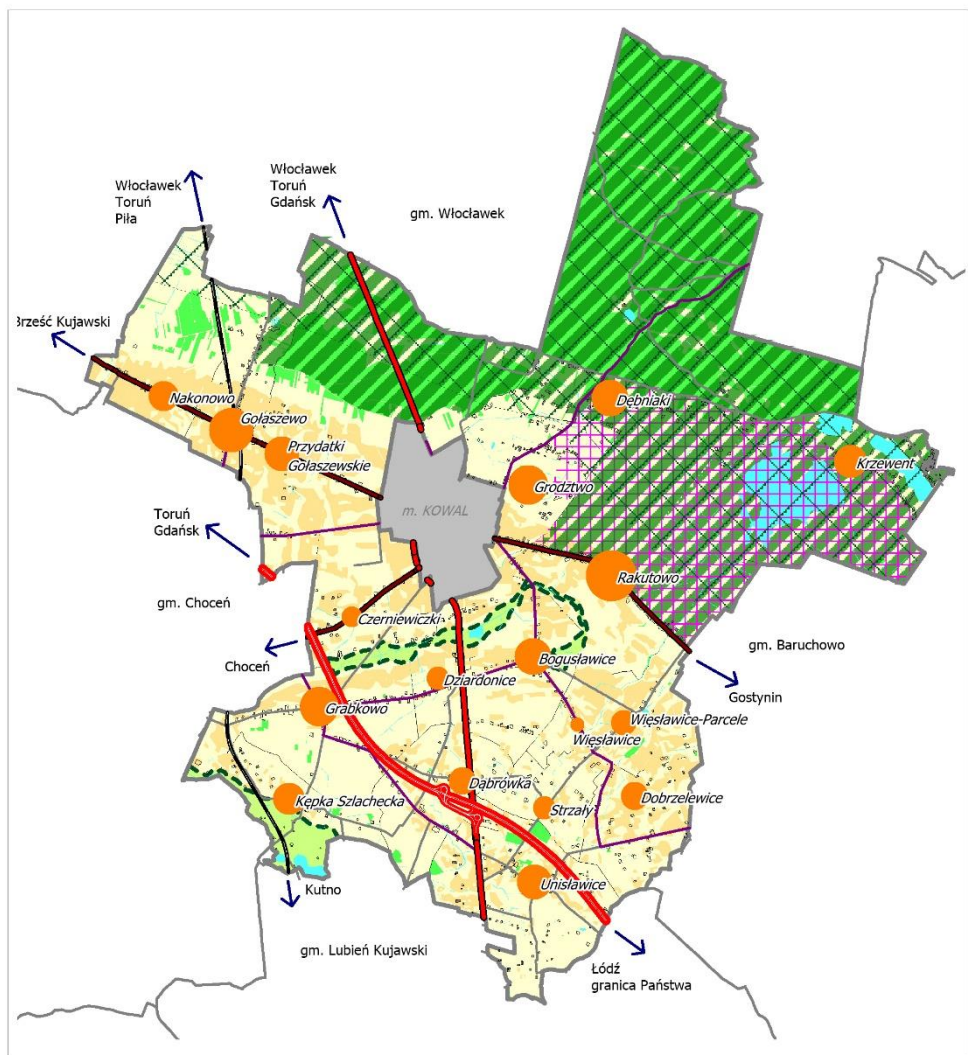 Włocławek
Toruń
Gdańsk
Włocławek
Toruń
Piła
gm. Włocławek
Brześć Kujawski
Nakonowo
Gołaszewo
Przydatki
Gołaszewskie
Dębniaki
Krzewent
Grodztwo
m. KOWAL
Toruń
Gdańsk
Rakutowo
gm. Choceń
Czerniewiczki
gm. Baruchowo
Choceń
Bogusławice
Dziardonice
Gostynin
Grabkowo
Więsławice-Parcele
Więsławice
Dąbrówka
Kępka Szlachecka
Strzały
Dobrzelewice
Unisławice
Kutno
gm. Lubień Kujawski
Łódź
granica Państwa